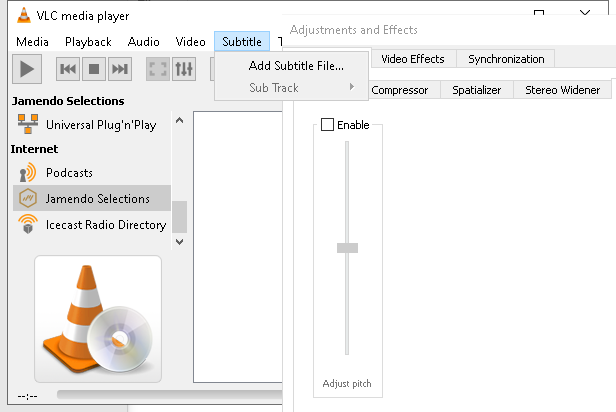 VLC media player
Adjustments and Effects
Media Playback Audio Video Subtitle
Video Effects Synchronization
Add Subtitle File...
Sub Track
Compressor Spatializer Stereo Widener
Jamendo Selections
Universal Plug'n'Play
Internet
Podcasts
Jamendo Selections
Icecast Radio Directory
Enable
Adjust pitch
--:--